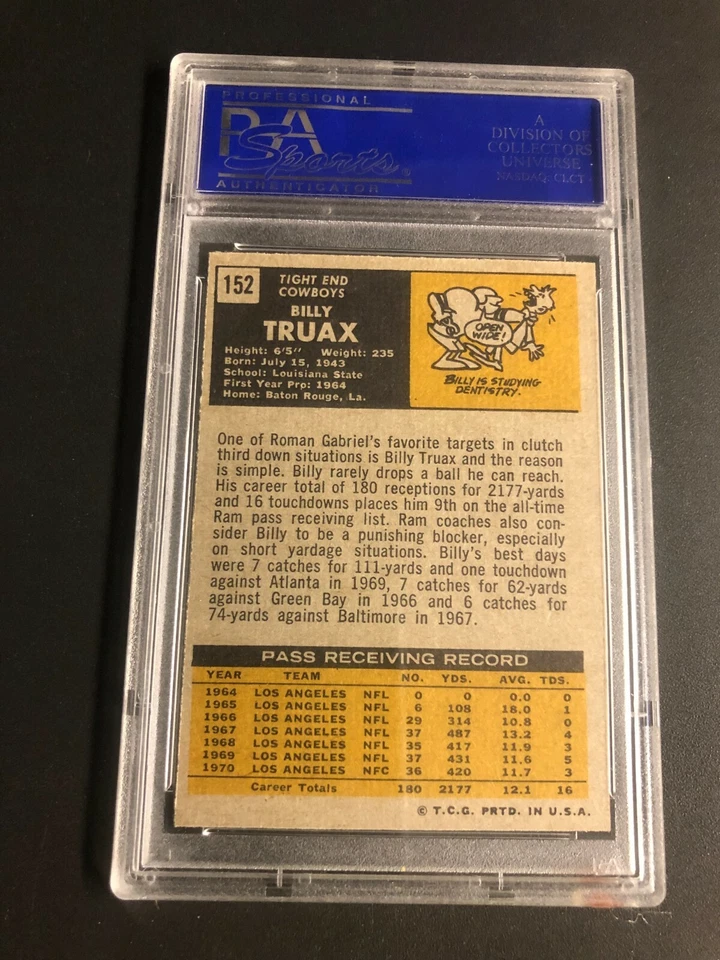 PROFESSIONAL
PSA
Sports
AUTHENTICATOR
A
DIVISION OF
COLLECTORS
UNIVERSE
NASDAQ: CLCT
152
TIGHT END
COWBOYS
BILLY
TRUAX
Height: 6'5" Weight: 235
Born: July 15, 1943
School: Louisiana State
First Year Pro: 1964
Home: Baton Rouge, La.
OPEN
WIDE!
BILLY IS STUDYING
DENTISTRY.
One of Roman Gabriel's favorite targets in clutch
third down situations is Billy Truax and the reason
is simple. Billy rarely drops a ball he can reach.
His career total of 180 receptions for 2177-yards
and 16 touchdowns places him 9th on the all-time
Ram pass receiving list. Ram coaches also con-
sider Billy to be a punishing blocker, especially
on short yardage situations. Billy's best days
were 7 catches for 111-yards and one touchdown
against Atlanta in 1969, 7 catches for 62-yards
against Green Bay in 1966 and 6 catches for
74-yards against Baltimore in 1967.
PASS RECEIVING RECORD
YEAR TEAM NO. YDS. AVG. TDS.
1964 LOS ANGELES NFL 0 0 0.0 0
1965 LOS ANGELES NFL 6 108 18.0 1
1966 LOS ANGELES NFL 29 314 10.8 0
1967 LOS ANGELES NFL 37 487 13.2 4
1968 LOS ANGELES NFL 35 417 11.9 3
1969 LOS ANGELES NFL 37 431 11.6 5
1970 LOS ANGELES NFC 36 420 11.7 3
Career Totals 180 2177 12.1 16
© T.C.G. PRTD. IN U.S.A.